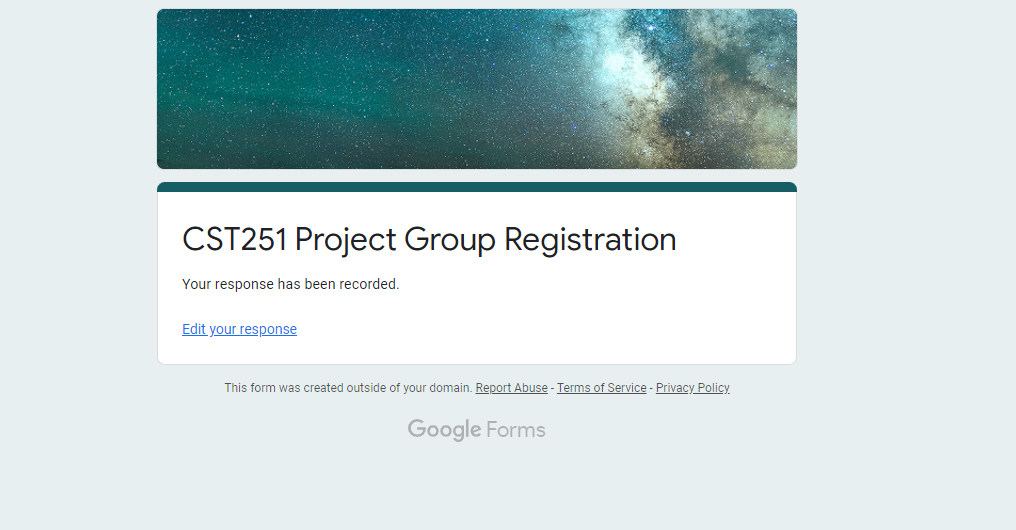 CST251 Project Group Registration
Your response has been recorded.
Edit your response
This form was created outside of your domain. Report Abuse - Terms of Service - Privacy Policy
Google Forms